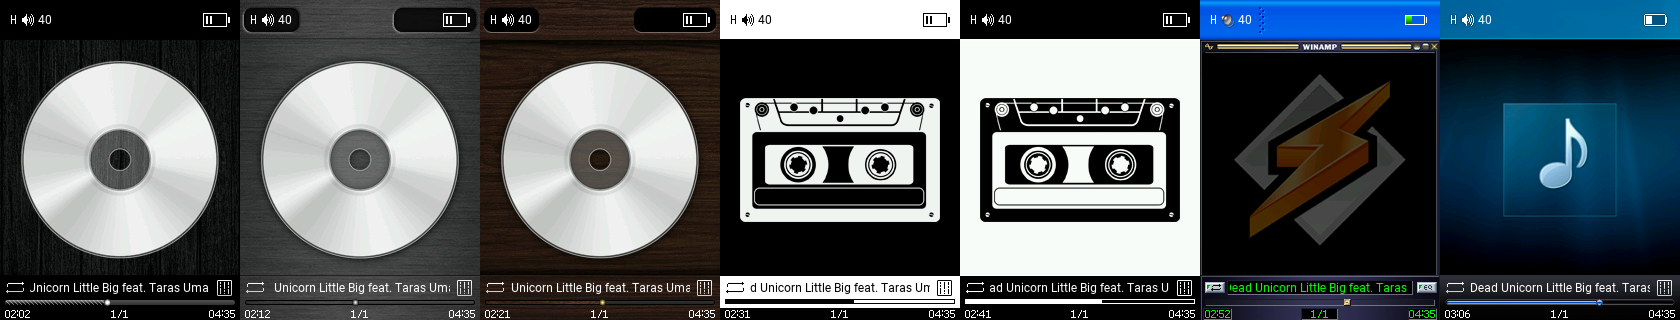 H 40
Unicorn Little Big feat. Taras Uma
02:02 1/1 04:35
H 40
Unicorn Little Big feat. Taras Uma
02:12 1/1 04:35
H 40
Unicorn Little Big feat. Taras Uma
02:21 1/1 04:35
H 40
d Unicorn Little Big feat. Taras Um
02:31 1/1 04:35
H 40
ad Unicorn Little Big feat. Taras U
02:41 1/1 04:35
H 40
WINAMP
ead Unicorn Little Big feat. Taras
EQ
02:52 1/1 04:35
H 40
Dead Unicorn Little Big feat. Taras
03:06 1/1 04:35